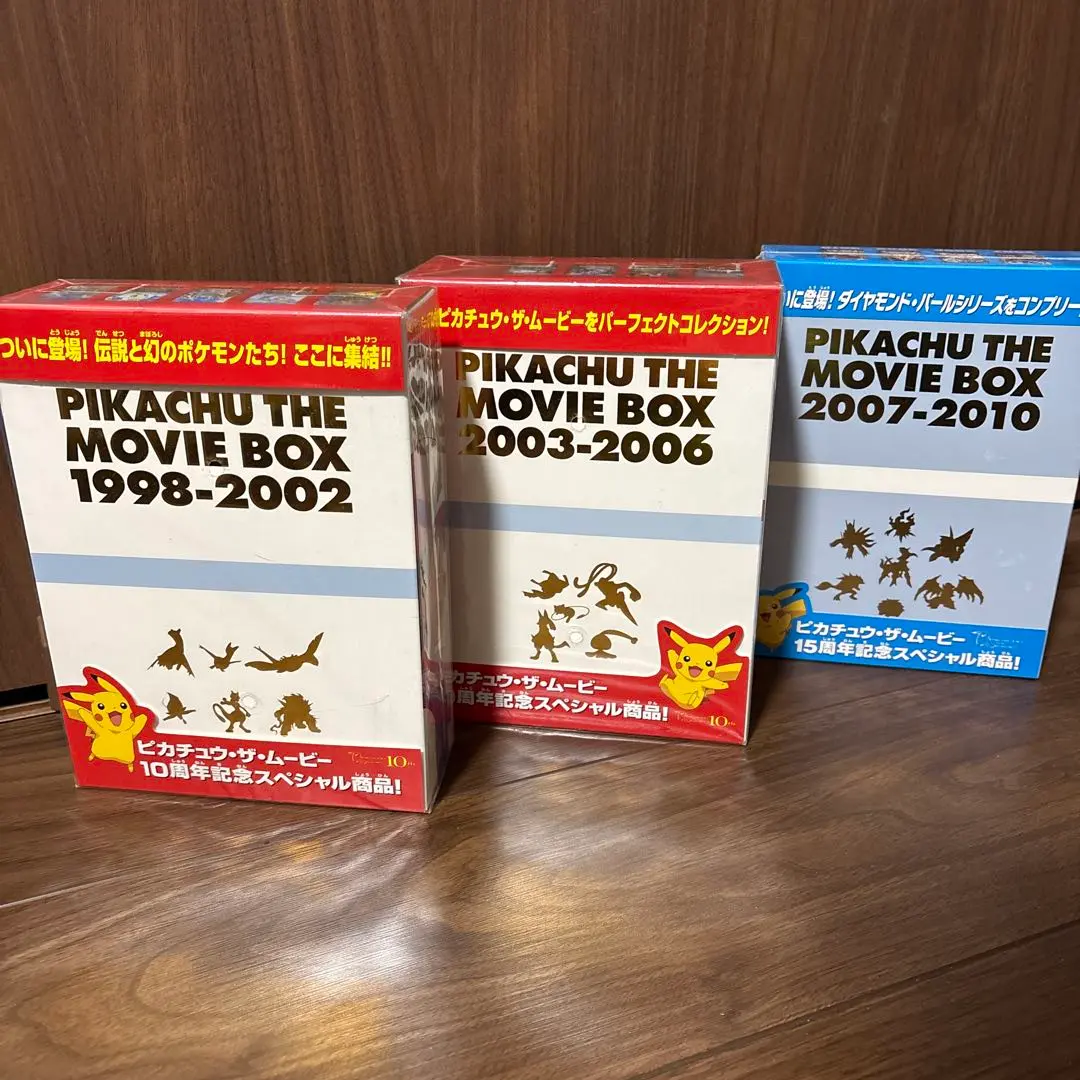 ついに登場! 伝説と幻のポケモンたち! ここに集結!!
PIKACHU THE
MOVIE BOX
1998-2002
ピカチュウ・ザ・ムービー
10周年記念スペシャル商品!
10th
ピカチュウ・ザ・ムービーをパーフェクトコレクション!
PIKACHU THE
MOVIE BOX
2003-2006
ピカチュウ・ザ・ムービー
周年記念スペシャル商品!
10th
いに登場! ダイヤモンド・パールシリーズをコンプリー
PIKACHU THE
MOVIE BOX
2007-2010
ピカチュウ・ザ・ムービー
15周年記念スペシャル商品!